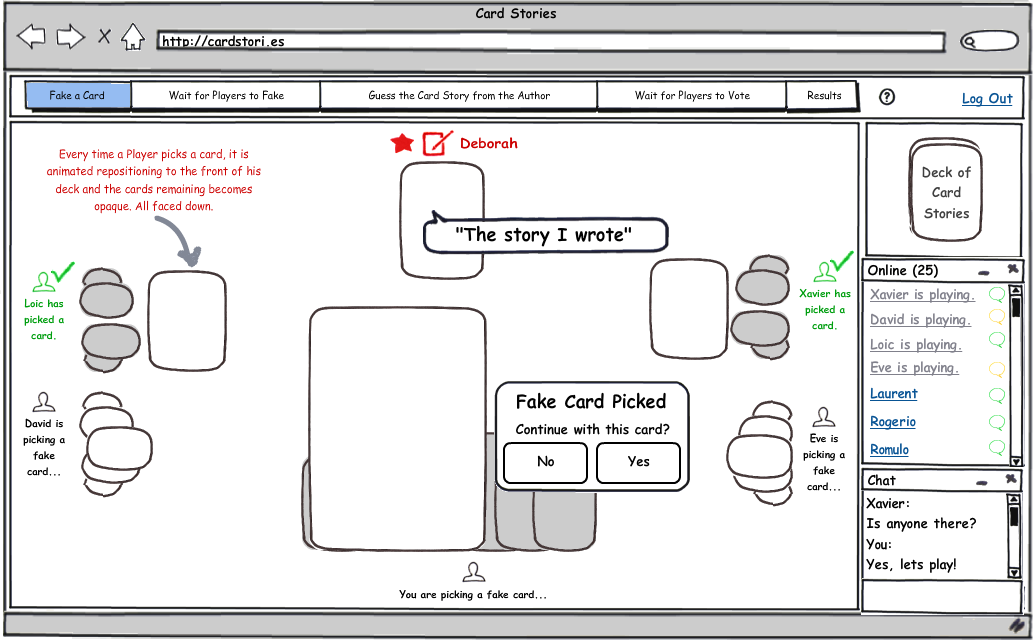 Card Stories
X
http://cardstori.es
Fake a Card
Wait for Players to Fake
Guess the Card Story from the Author
Wait for Players to Vote
Results
?
Log Out
Every time a Player picks a card, it is
animated repositioning to the front of his
deck and the cards remaining becomes
opaque. All faced down.
Deborah
"The story I wrote"
Deck of
Card
Stories
Loic has
picked a
card.
Xavier has
picked a
card.
Online (25)
Xavier is playing.
David is playing.
Loic is playing.
Eve is playing.
Laurent
Rogerio
Romulo
David is
picking a
fake
card...
Fake Card Picked
Continue with this card?
No
Yes
Eve is
picking a
fake
card...
Chat
Xavier:
Is anyone there?
You:
Yes, lets play!
You are picking a fake card...